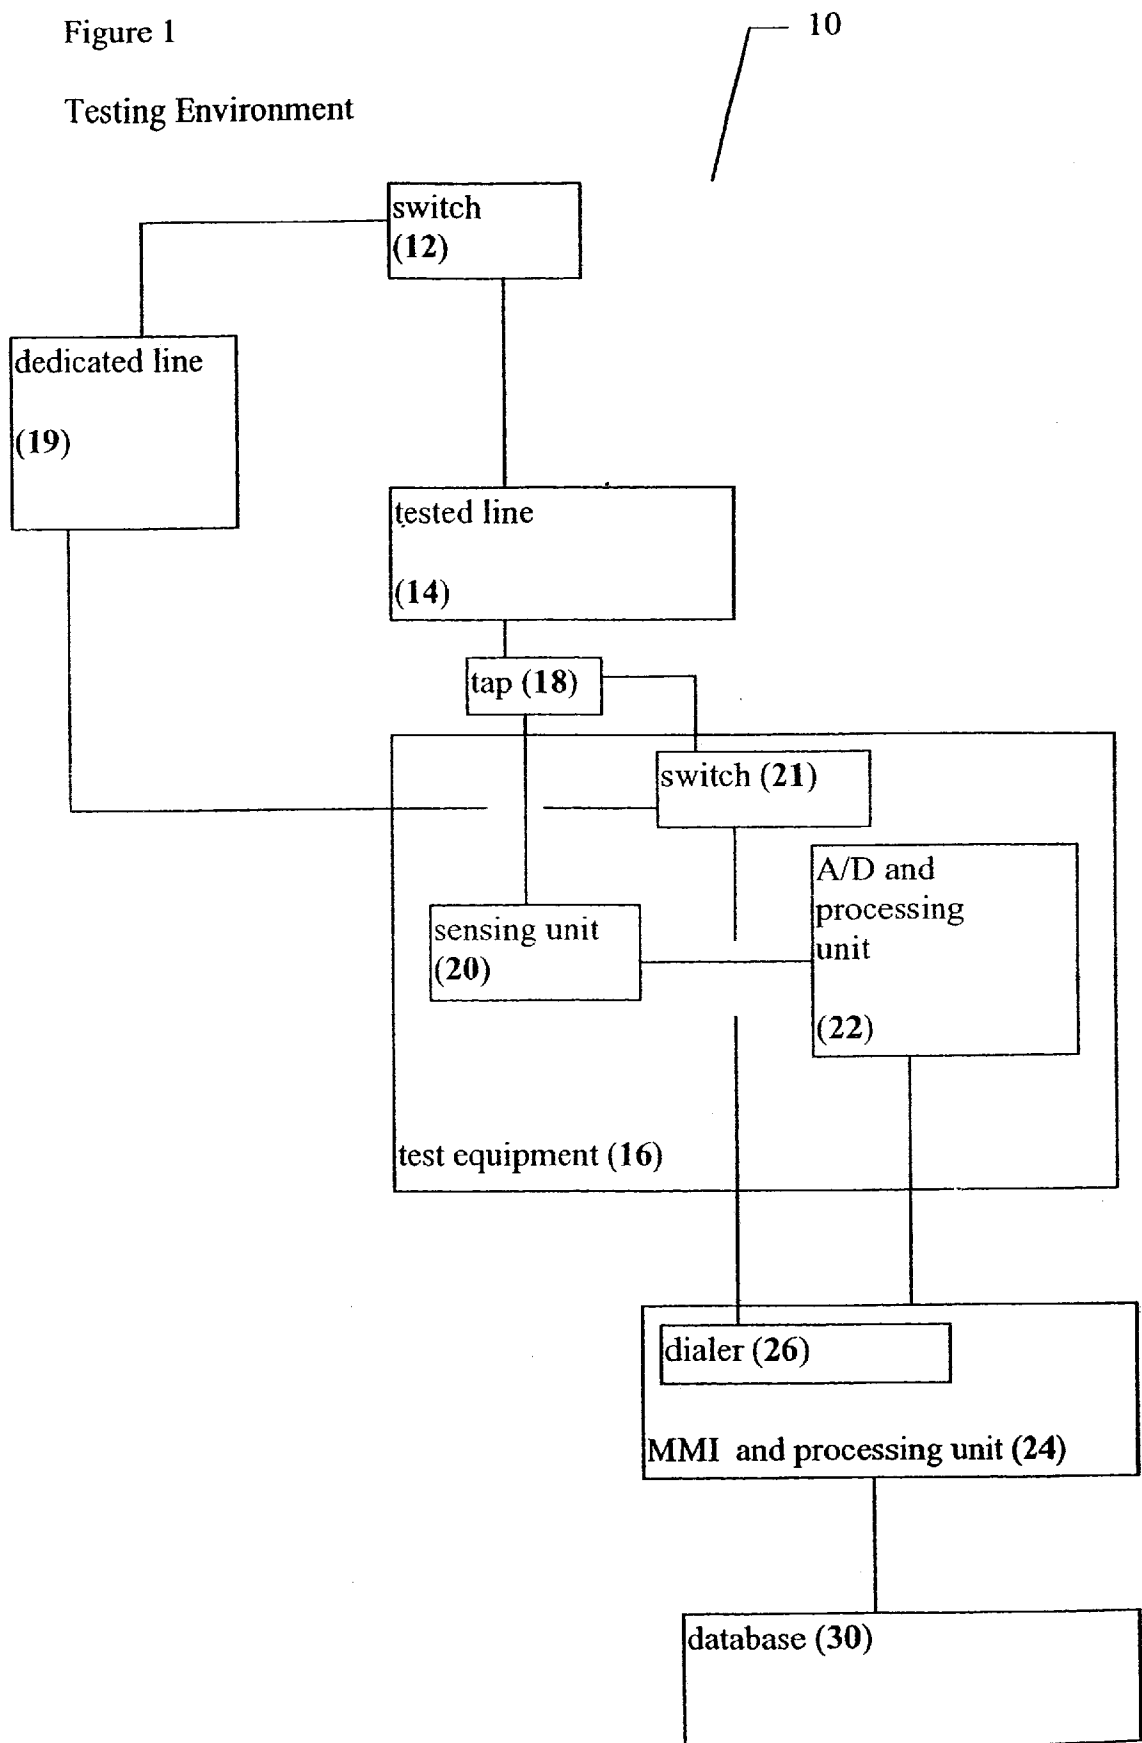 Figure 1
10
Testing Environment
switch
(12)
dedicated line
(19)
tested line
(14)
tap (18)
switch (21)
A/D and
processing
unit
(22)
sensing unit
(20)
test equipment (16)
dialer (26)
MMI and processing unit (24)
database (30)